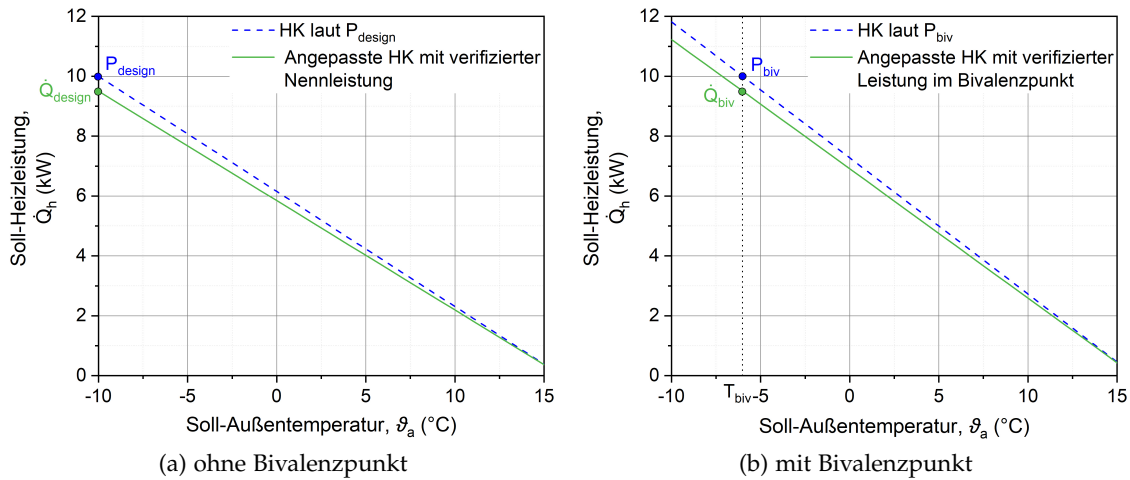 12
10
8
6
4
2
0
-10
-5
0
5
10
15
Soll-Heizleistung,
Q̇h (kW)
Soll-Außentemperatur, ϑa (°C)
HK laut Pdesign
Angepasste HK mit verifizierter
Nennleistung
Pdesign
Q̇design
(a) ohne Bivalenzpunkt
12
10
8
6
4
2
0
-10
Tbiv
-5
0
5
10
15
Soll-Heizleistung,
Q̇h (kW)
Soll-Außentemperatur, ϑa (°C)
HK laut Pbiv
Angepasste HK mit verifizierter
Leistung im Bivalenzpunkt
Pbiv
Q̇biv
(b) mit Bivalenzpunkt